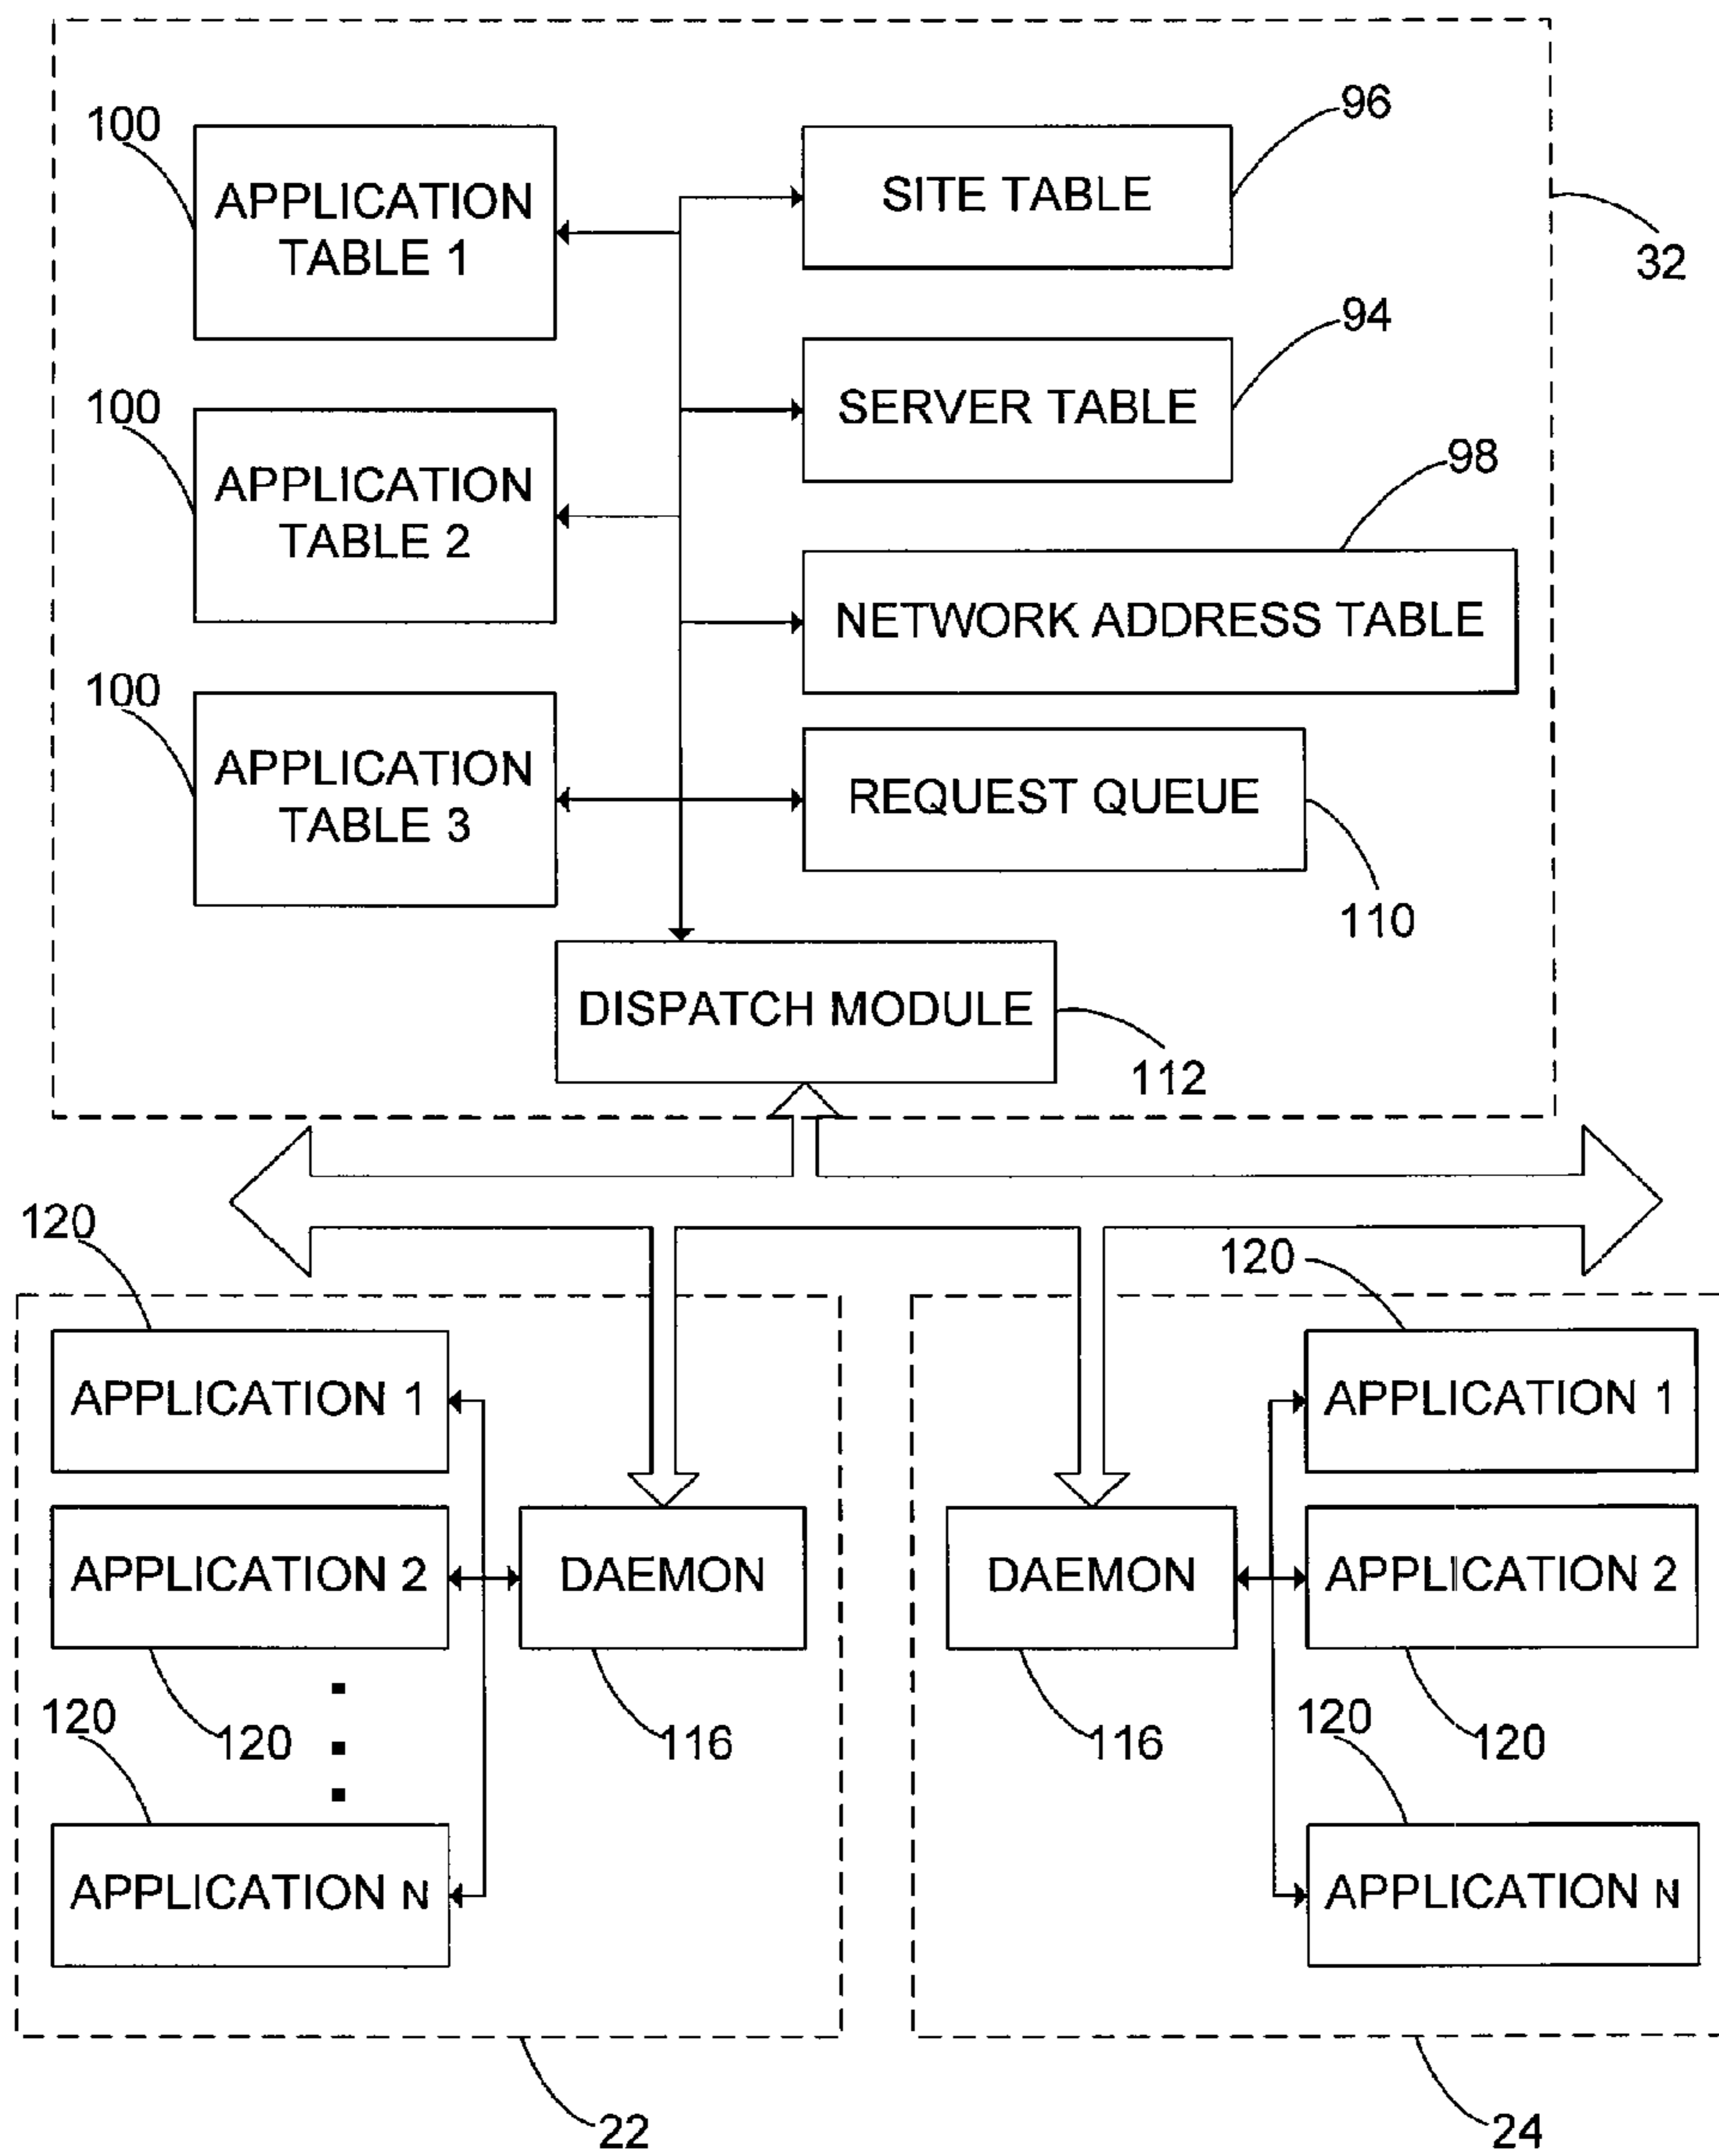 100
APPLICATION
TABLE 1
96
SITE TABLE
32
94
SERVER TABLE
100
APPLICATION
TABLE 2
98
NETWORK ADDRESS TABLE
100
APPLICATION
TABLE 3
REQUEST QUEUE
110
DISPATCH MODULE
112
120
APPLICATION 1
APPLICATION 2
120
DAEMON
116
120
APPLICATION N
22
120
APPLICATION 1
DAEMON
116
APPLICATION 2
120
120
APPLICATION N
24